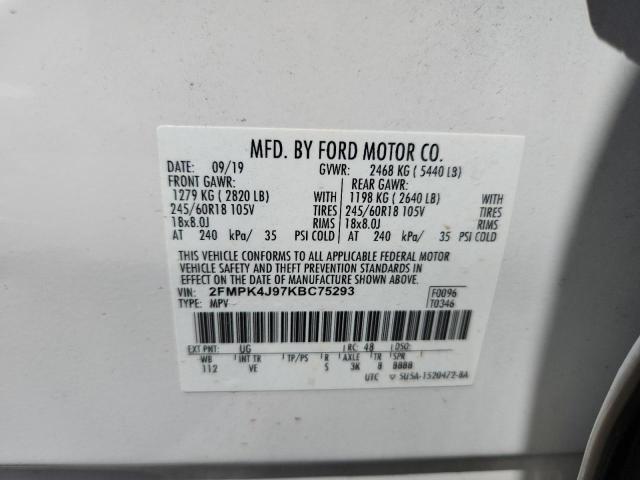 MFD. BY FORD MOTOR CO.
DATE: 09/19 GVWR: 2468 KG ( 5440 LB)
FRONT GAWR: REAR GAWR:
1279 KG ( 2820 LB) WITH 1198 KG ( 2640 LB) WITH
245/60R18 105V TIRES 245/60R18 105V TIRES
18x8.0J RIMS 18x8.0J RIMS
AT 240 kPa/ 35 PSI COLD AT 240 kPa/ 35 PSI COLD
THIS VEHICLE CONFORMS TO ALL APPLICABLE FEDERAL MOTOR
VEHICLE SAFETY AND THEFT PREVENTION STANDARDS IN
EFFECT ON THE DATE OF MANUFACTURE SHOWN ABOVE.
VIN: 2FMPK4J97KBC75293 F0096
TYPE: MPV T0346
EXT PNT: UG RC: 48 DSO:
WB INT TR TP/PS R AXLE TR SPR
112 VE S 3K 8 BBBB
UTC 5U5A-1520472-BA